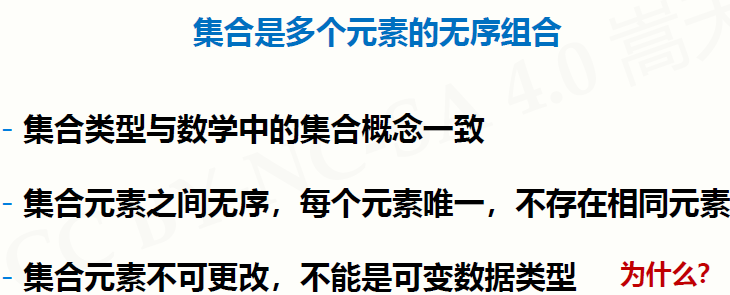 集合是多个元素的无序组合
- 集合类型与数学中的集合概念一致
- 集合元素之间无序，每个元素唯一，不存在相同元素
- 集合元素不可更改，不能是可变数据类型 为什么?
CC BY-NC-SA 4.0 嵩天